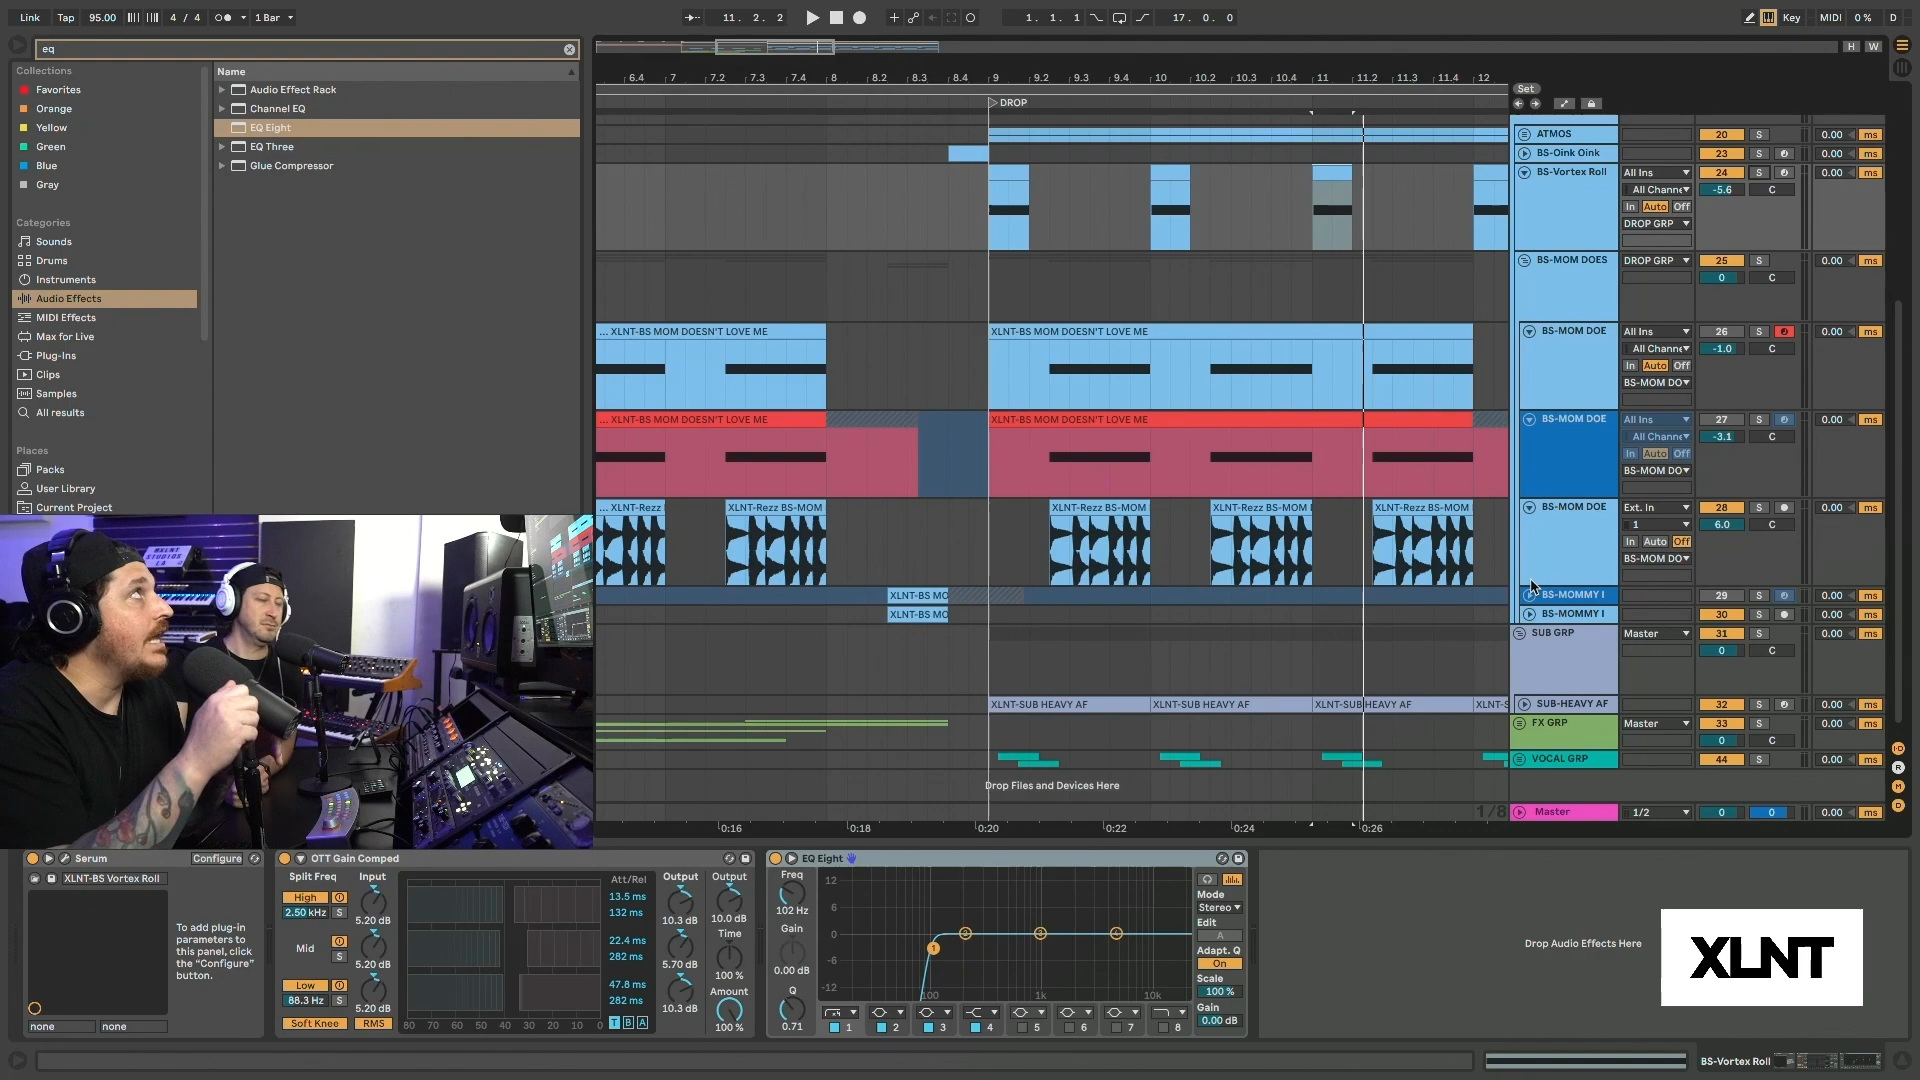 Link Tap 95.00 4 / 4 1 Bar 11. 2. 2 1. 1. 1 17. 0. 0 Key MIDI 0 % D
eq H W
Collections
Favorites
Orange
Yellow
Green
Blue
Gray
Categories
Sounds
Drums
Instruments
Audio Effects
MIDI Effects
Max for Live
Plug-Ins
Clips
Samples
All results
Places
Packs
User Library
Current Project
Name
Audio Effect Rack
Channel EQ
EQ Eight
EQ Three
Glue Compressor
6.4 7 7.2 7.3 7.4 8 8.2 8.3 8.4 9 9.2 9.3 9.4 10 10.2 10.3 10.4 11 11.2 11.3 11.4 12
Set
DROP
ATMOS 20 S 0.00 ms
BS-Oink Oink 23 S 0.00 ms
BS-Vortex Roll All Ins 24 S 0.00 ms
All Channe -5.6 C
In Auto Off
DROP GRP
BS-MOM DOES DROP GRP 25 S 0.00 ms
0 C
... XLNT-BS MOM DOESN'T LOVE ME XLNT-BS MOM DOESN'T LOVE ME BS-MOM DOE All Ins 26 S 0.00 ms
All Channe -1.0 C
In Auto Off
BS-MOM DO
... XLNT-BS MOM DOESN'T LOVE ME XLNT-BS MOM DOESN'T LOVE ME BS-MOM DOE All Ins 27 S 0.00 ms
All Channe -3.1 C
In Auto Off
BS-MOM DO
... XLNT-Rezz XLNT-Rezz BS-MOM XLNT-Rezz BS-MOM XLNT-Rezz BS-MOM XLNT-Rezz BS-MOM BS-MOM DOE Ext. In 28 S 0.00 ms
1 6.0 C
In Auto Off
BS-MOM DO
XLNT-BS MO BS-MOMMY I 29 S 0.00 ms
XLNT-BS MO BS-MOMMY I 30 S 0.00 ms
SUB GRP Master 31 S 0.00 ms
0 C
XLNT-SUB HEAVY AF XLNT-SUB HEAVY AF XLNT-SUB HEAVY AF XLNT-S SUB-HEAVY AF 32 S 0.00 ms
FX GRP Master 33 S 0.00 ms
0 C
VOCAL GRP 44 S 0.00 ms
Drop Files and Devices Here
1/8 Master 1/2 0 0 0.00 ms
0:16 0:18 0:20 0:22 0:24 0:26
XLNT
STUDIOS
LA
Serum Configure
XLNT-BS Vortex Roll
To add plug-in
parameters to
this panel, click
the "Configure"
button.
none none
OTT Gain Comped
Split Freq Input Att/Rel Output Output
High 13.5 ms
2.50 kHz S 5.20 dB 132 ms 10.3 dB 10.0 dB
Mid 22.4 ms Time
S 5.20 dB 282 ms 5.70 dB 100 %
Low 47.8 ms Amount
88.3 Hz S 5.20 dB 282 ms 10.3 dB
Soft Knee RMS 80 70 60 50 40 30 20 10 0 T B A 100 %
EQ Eight
Freq
102 Hz
Gain
0.00 dB
Q
0.71
12
6
0
-6
-12
1 2 3 4
100 1k 10k
1 2 3 4 5 6 7 8
Mode
Stereo
Edit
A
Adapt. Q
On
Scale
100 %
Gain
0.00 dB
Drop Audio Effects Here
XLNT
BS-Vortex Roll